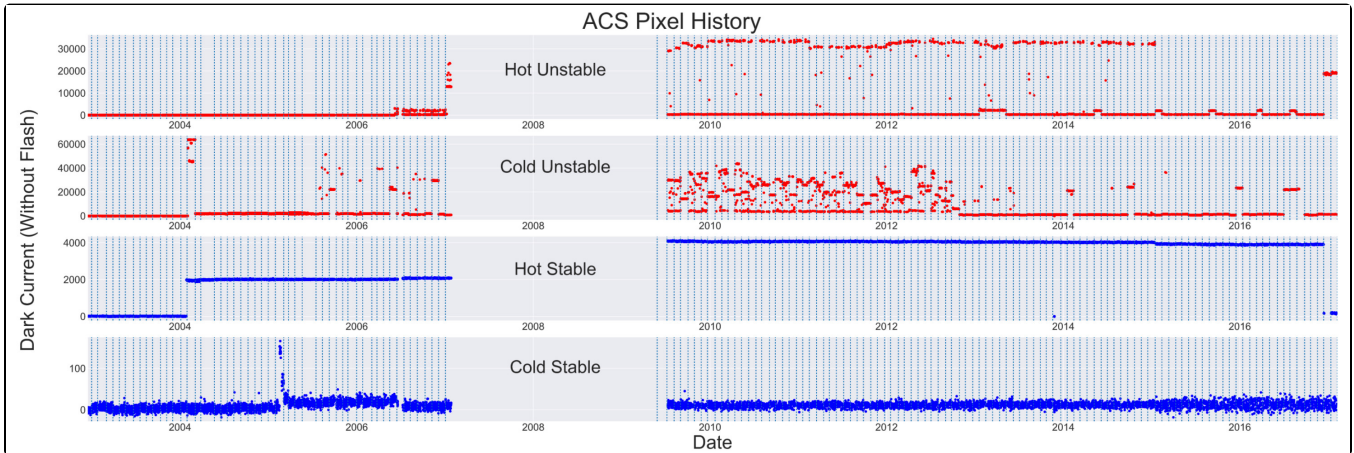 ACS Pixel History
Dark Current (Without Flash)
30000
20000
10000
0
Hot Unstable
2004 2006 2008 2010 2012 2014 2016
60000
40000
20000
0
Cold Unstable
2004 2006 2008 2010 2012 2014 2016
4000
2000
0
Hot Stable
2004 2006 2008 2010 2012 2014 2016
100
0
Cold Stable
2004 2006 2008 2010 2012 2014 2016
Date